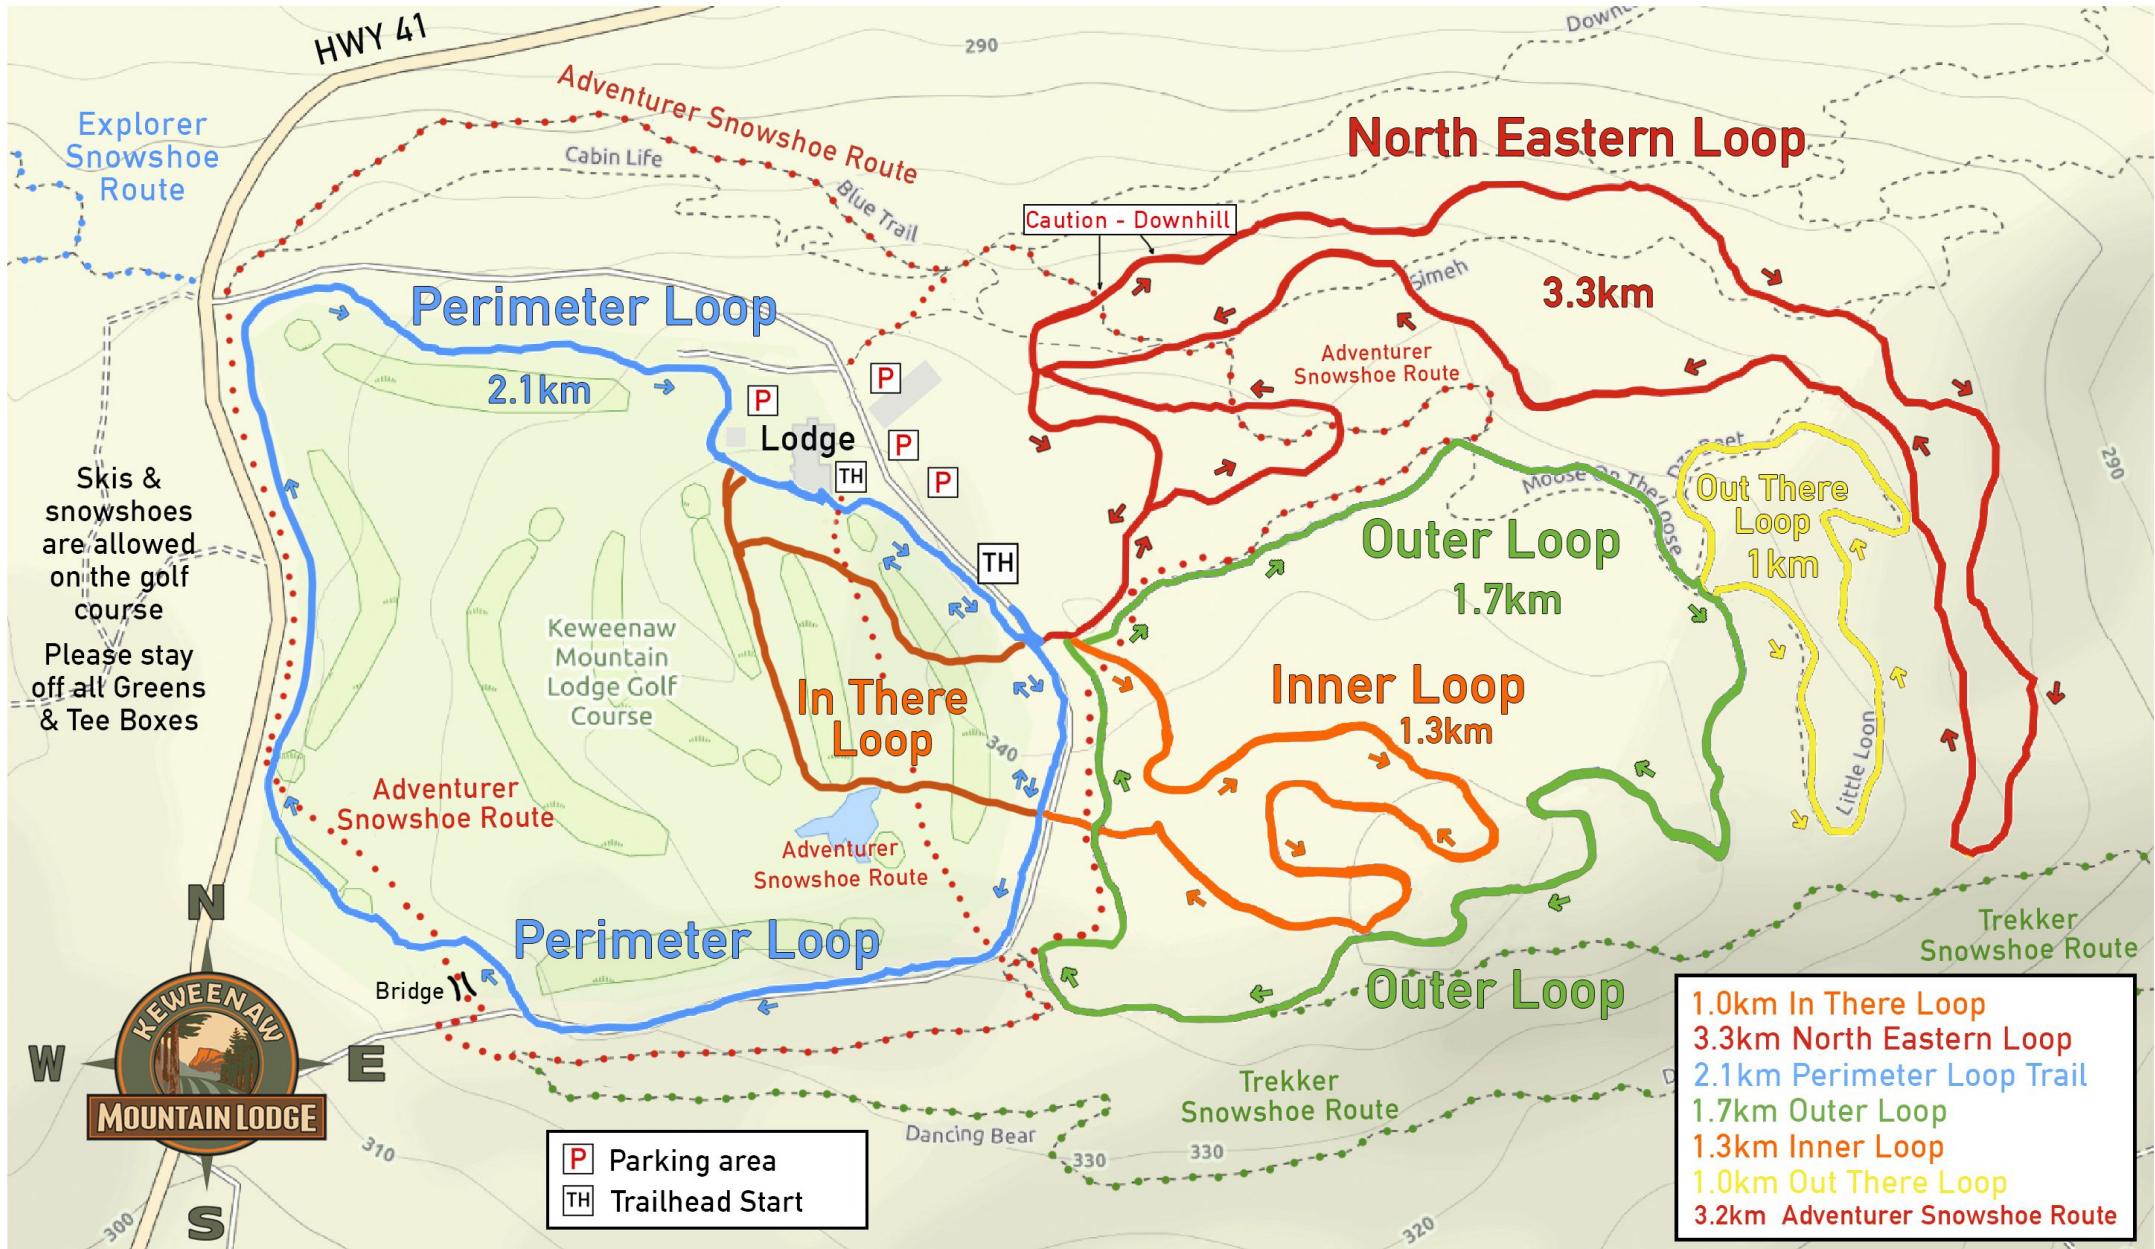 HWY 41
290
Downh
Explorer
Snowshoe
Route
Adventurer Snowshoe Route
Cabin Life
Blue Trail
North Eastern Loop
Caution - Downhill
Simeh
3.3km
Perimeter Loop
2.1km
P
P
P
P
Lodge
TH
TH
Adventurer
Snowshoe Route
290
Moose On The Loose
Out There
Loop
1km
Outer Loop
1.7km
Skis &
snowshoes
are allowed
on the golf
course
Please stay
off all Greens
& Tee Boxes
Keweenaw
Mountain
Lodge Golf
Course
In There
Loop
340
Inner Loop
1.3km
Little Loon
Adventurer
Snowshoe Route
Adventurer
Snowshoe Route
Perimeter Loop
Bridge
Outer Loop
Trekker
Snowshoe Route
Trekker
Snowshoe Route
Dancing Bear
330
330
310
300
320
D
N
W
E
S
KEWEENAW
MOUNTAIN LODGE
P Parking area
TH Trailhead Start
1.0km In There Loop
3.3km North Eastern Loop
2.1km Perimeter Loop Trail
1.7km Outer Loop
1.3km Inner Loop
1.0km Out There Loop
3.2km Adventurer Snowshoe Route